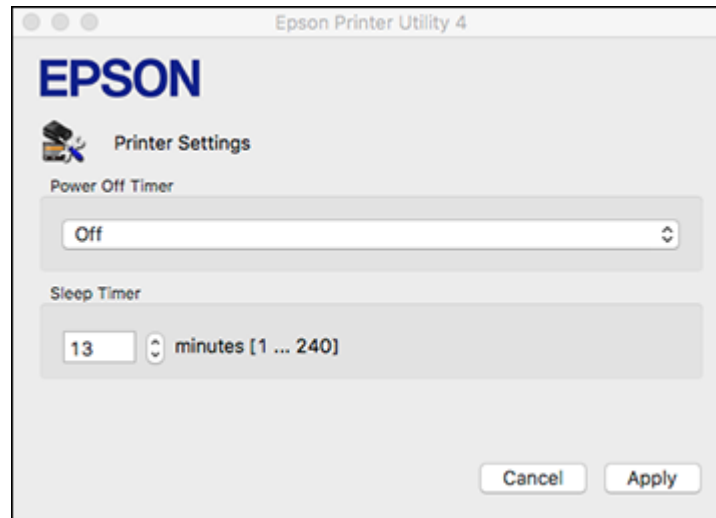 Epson Printer Utility 4
EPSON
Printer Settings
Power Off Timer
Off
Sleep Timer
13 minutes [1 ... 240]
Cancel Apply